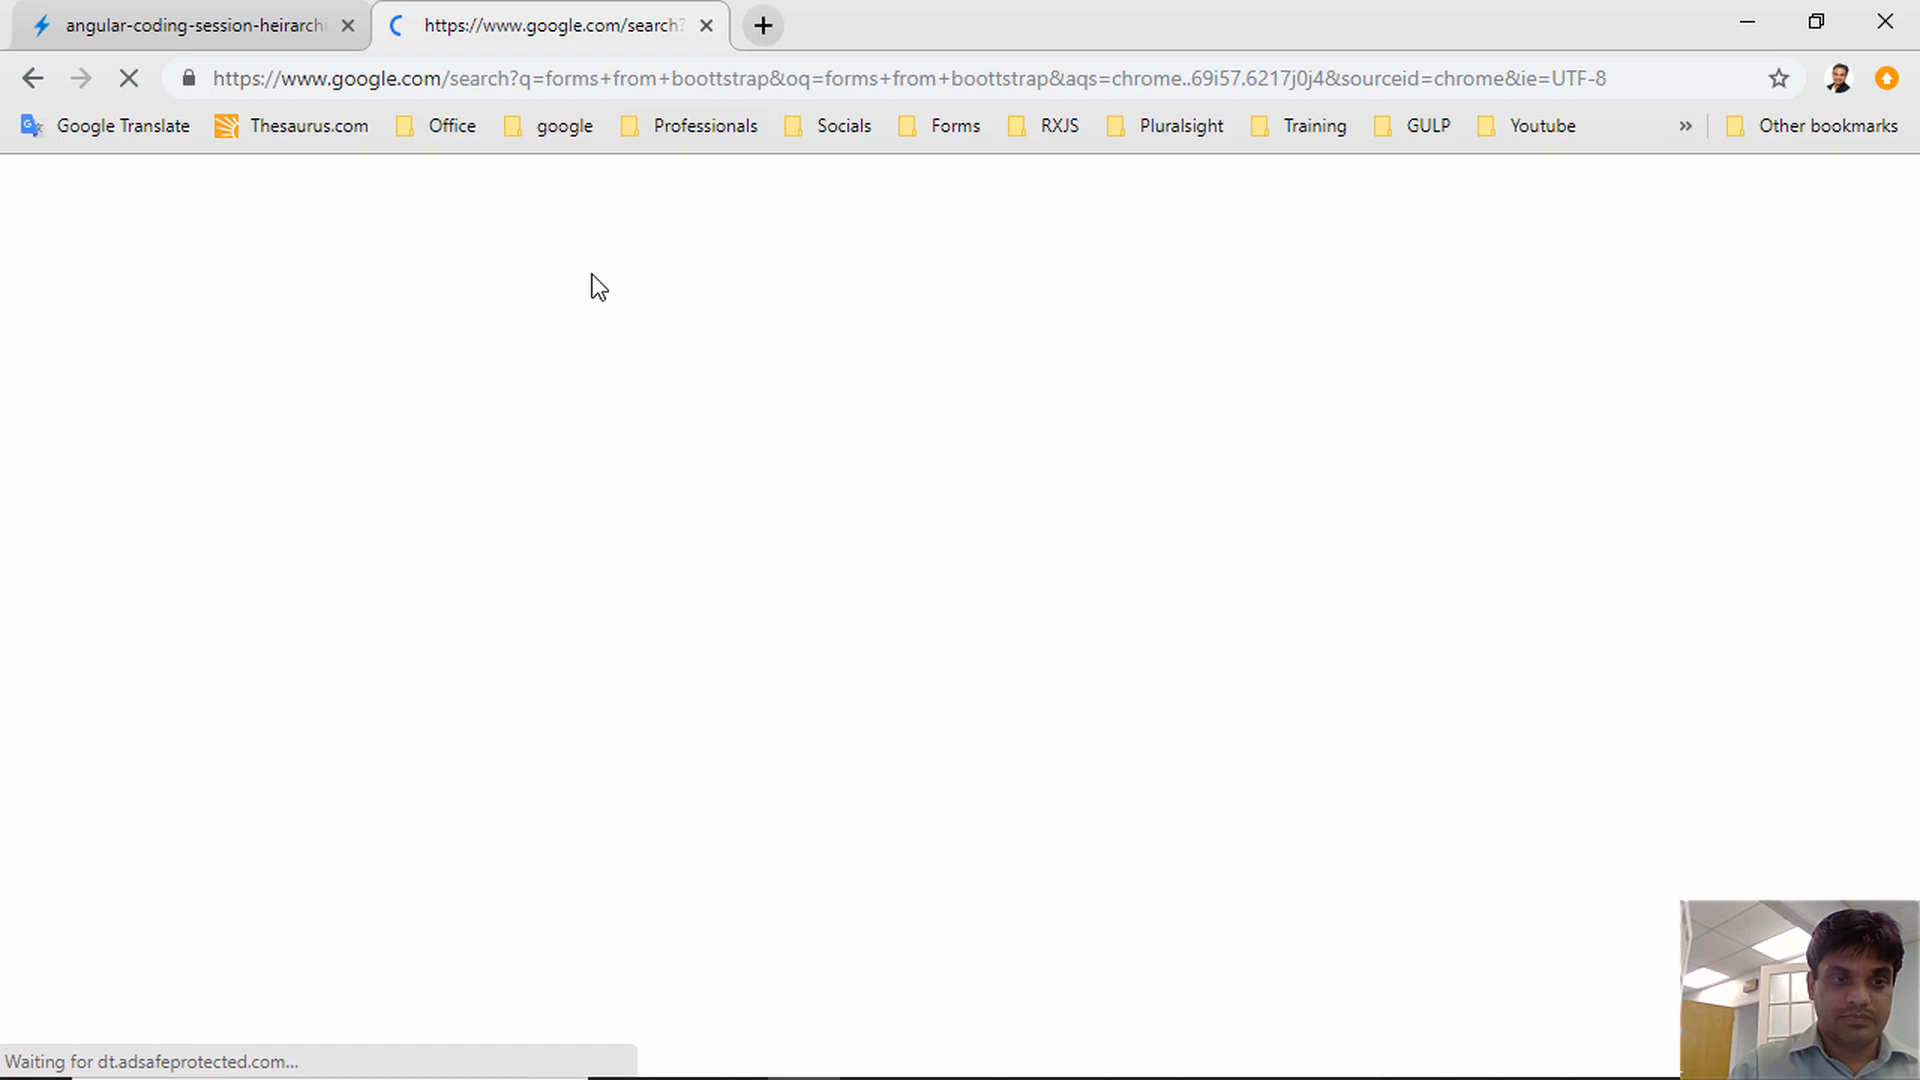 angular-coding-session-heirarchi
https://www.google.com/search?
https://www.google.com/search?q=forms+from+boottstrap&oq=forms+from+boottstrap&aqs=chrome..69i57.6217j0j4&sourceid=chrome&ie=UTF-8
Google Translate Thesaurus.com Office google Professionals Socials Forms RXJS Pluralsight Training GULP Youtube » Other bookmarks
Waiting for dt.adsafeprotected.com...